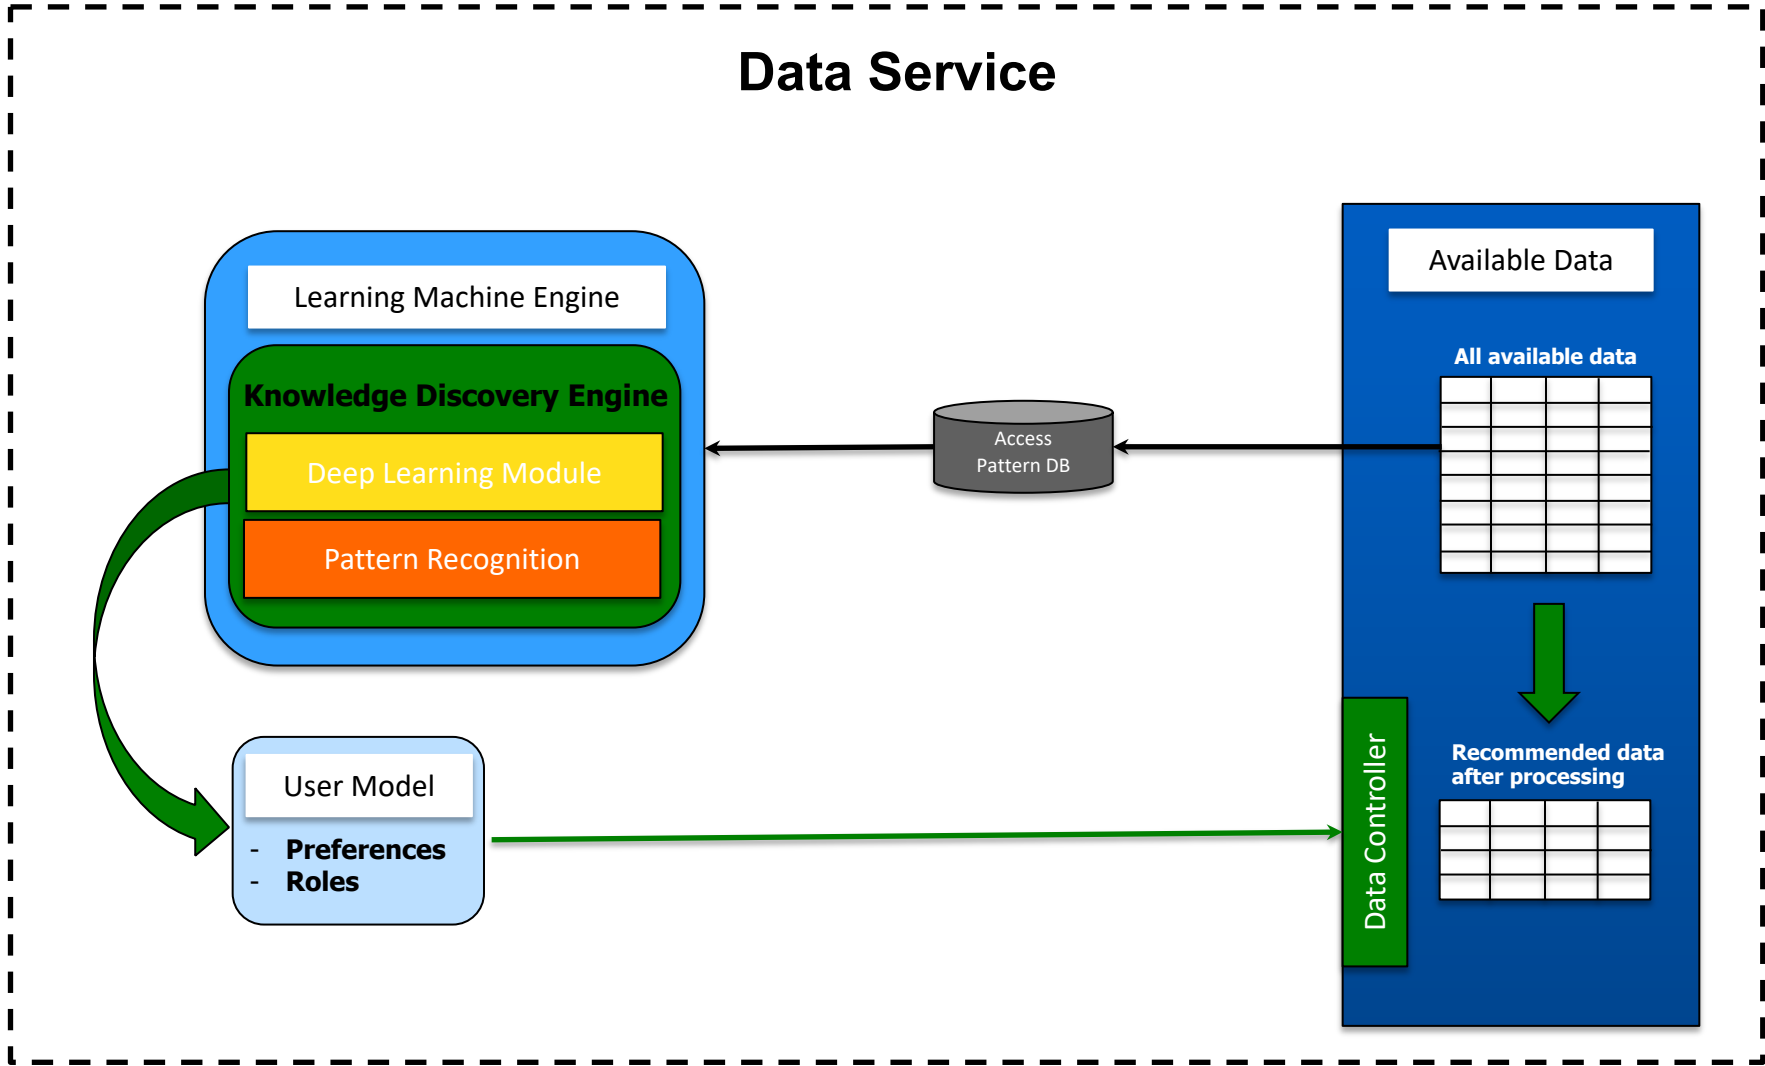 Data Service
Learning Machine Engine
Knowledge Discovery Engine
Deep Learning Module
Pattern Recognition
Access
Pattern DB
Available Data
All available data
Recommended data
after processing
Data Controller
User Model
- Preferences
- Roles